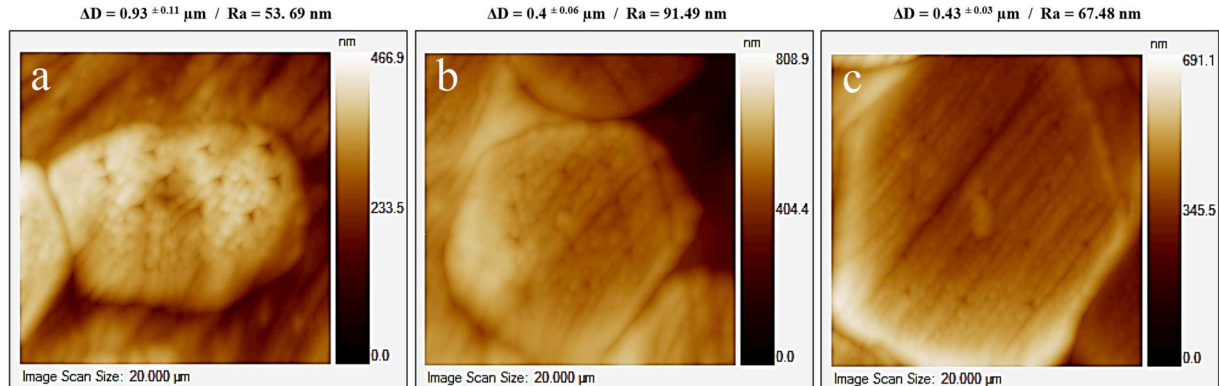 ΔD = 0.93 ± 0.11 µm / Ra = 53. 69 nm
a
nm
466.9
233.5
0.0
Image Scan Size: 20.000 µm
ΔD = 0.4 ± 0.06 µm / Ra = 91.49 nm
b
nm
808.9
404.4
0.0
Image Scan Size: 20.000 µm
ΔD = 0.43 ± 0.03 µm / Ra = 67.48 nm
c
nm
691.1
345.5
0.0
Image Scan Size: 20.000 µm